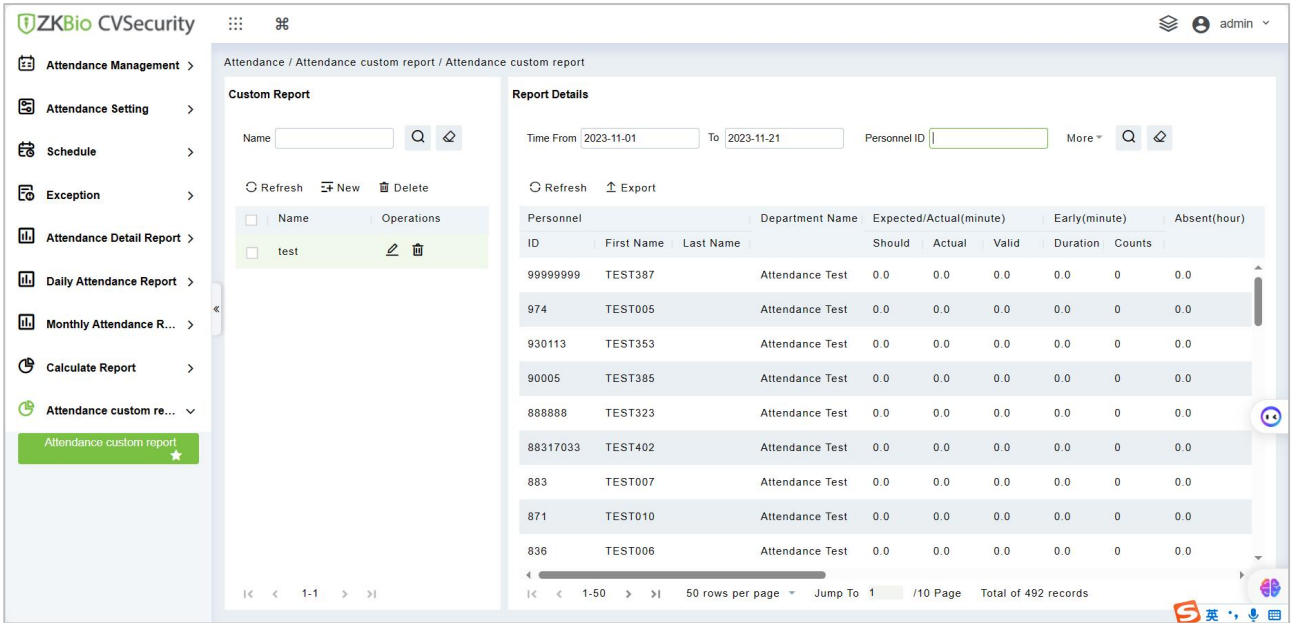 ZKBio CVSecurity
admin
Attendance Management
Attendance Setting
Schedule
Exception
Attendance Detail Report
Daily Attendance Report
Monthly Attendance R...
Calculate Report
Attendance custom re...
Attendance custom report
Attendance / Attendance custom report / Attendance custom report
Custom Report
Name
Refresh New Delete
Name Operations
test
1-1
Report Details
Time From 2023-11-01 To 2023-11-21 Personnel ID More
Refresh Export
Personnel Department Name Expected/Actual(minute) Early(minute) Absent(hour)
ID First Name Last Name Should Actual Valid Duration Counts
99999999 TEST387 Attendance Test 0.0 0.0 0.0 0.0 0 0.0
974 TEST005 Attendance Test 0.0 0.0 0.0 0.0 0 0.0
930113 TEST353 Attendance Test 0.0 0.0 0.0 0.0 0 0.0
90005 TEST385 Attendance Test 0.0 0.0 0.0 0.0 0 0.0
888888 TEST323 Attendance Test 0.0 0.0 0.0 0.0 0 0.0
88317033 TEST402 Attendance Test 0.0 0.0 0.0 0.0 0 0.0
883 TEST007 Attendance Test 0.0 0.0 0.0 0.0 0 0.0
871 TEST010 Attendance Test 0.0 0.0 0.0 0.0 0 0.0
836 TEST006 Attendance Test 0.0 0.0 0.0 0.0 0 0.0
1-50 50 rows per page Jump To 1 /10 Page Total of 492 records
英